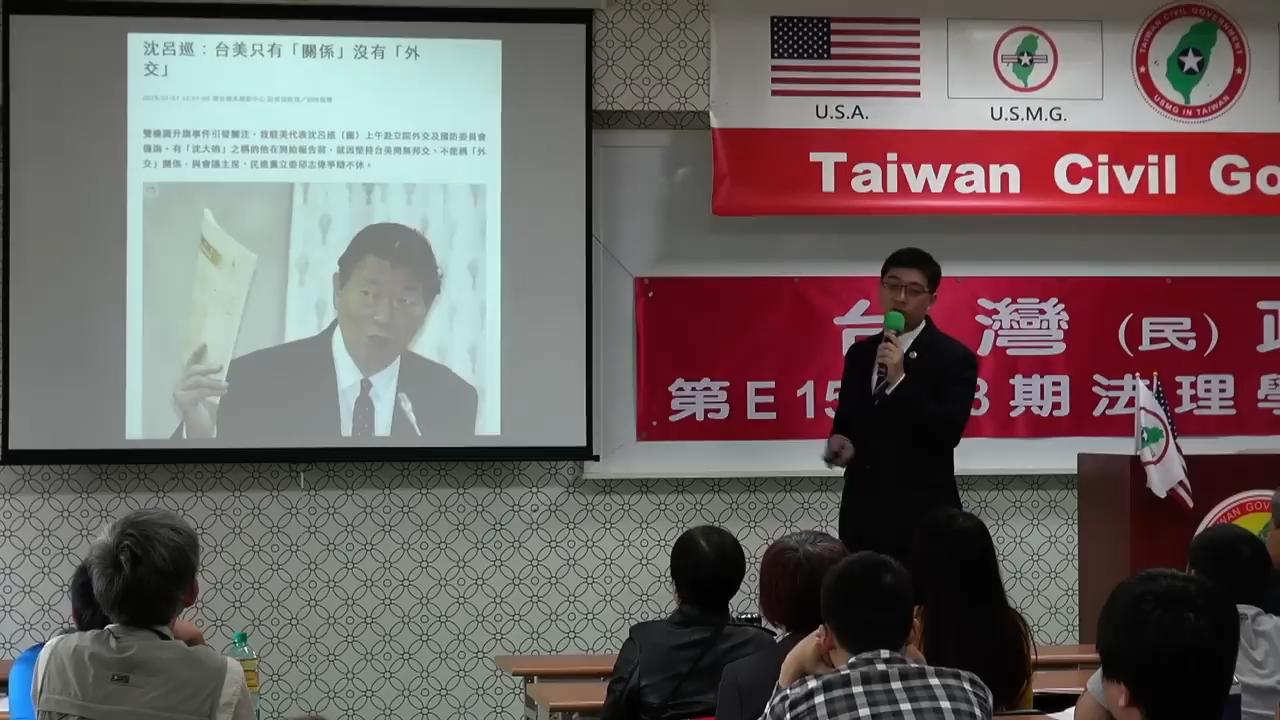 沈呂巡：台美只有「關係」沒有「外
交」
雙橡園升旗事件引發關注，我駐美代表沈呂巡（圖）上午赴立院外交及國防委員會
備詢。有「沈大砲」之稱的他在開始報告前，就因堅持台美間無邦交、不能稱「外
交」關係，與會議主席、民進黨立委邱志偉爭辯不休。
U.S.A.
U.S.M.G.
TAIWAN CIVIL GOVERNMENT
USMG IN TAIWAN
Taiwan Civil Go
台灣（民）政
第E15 8期法理學